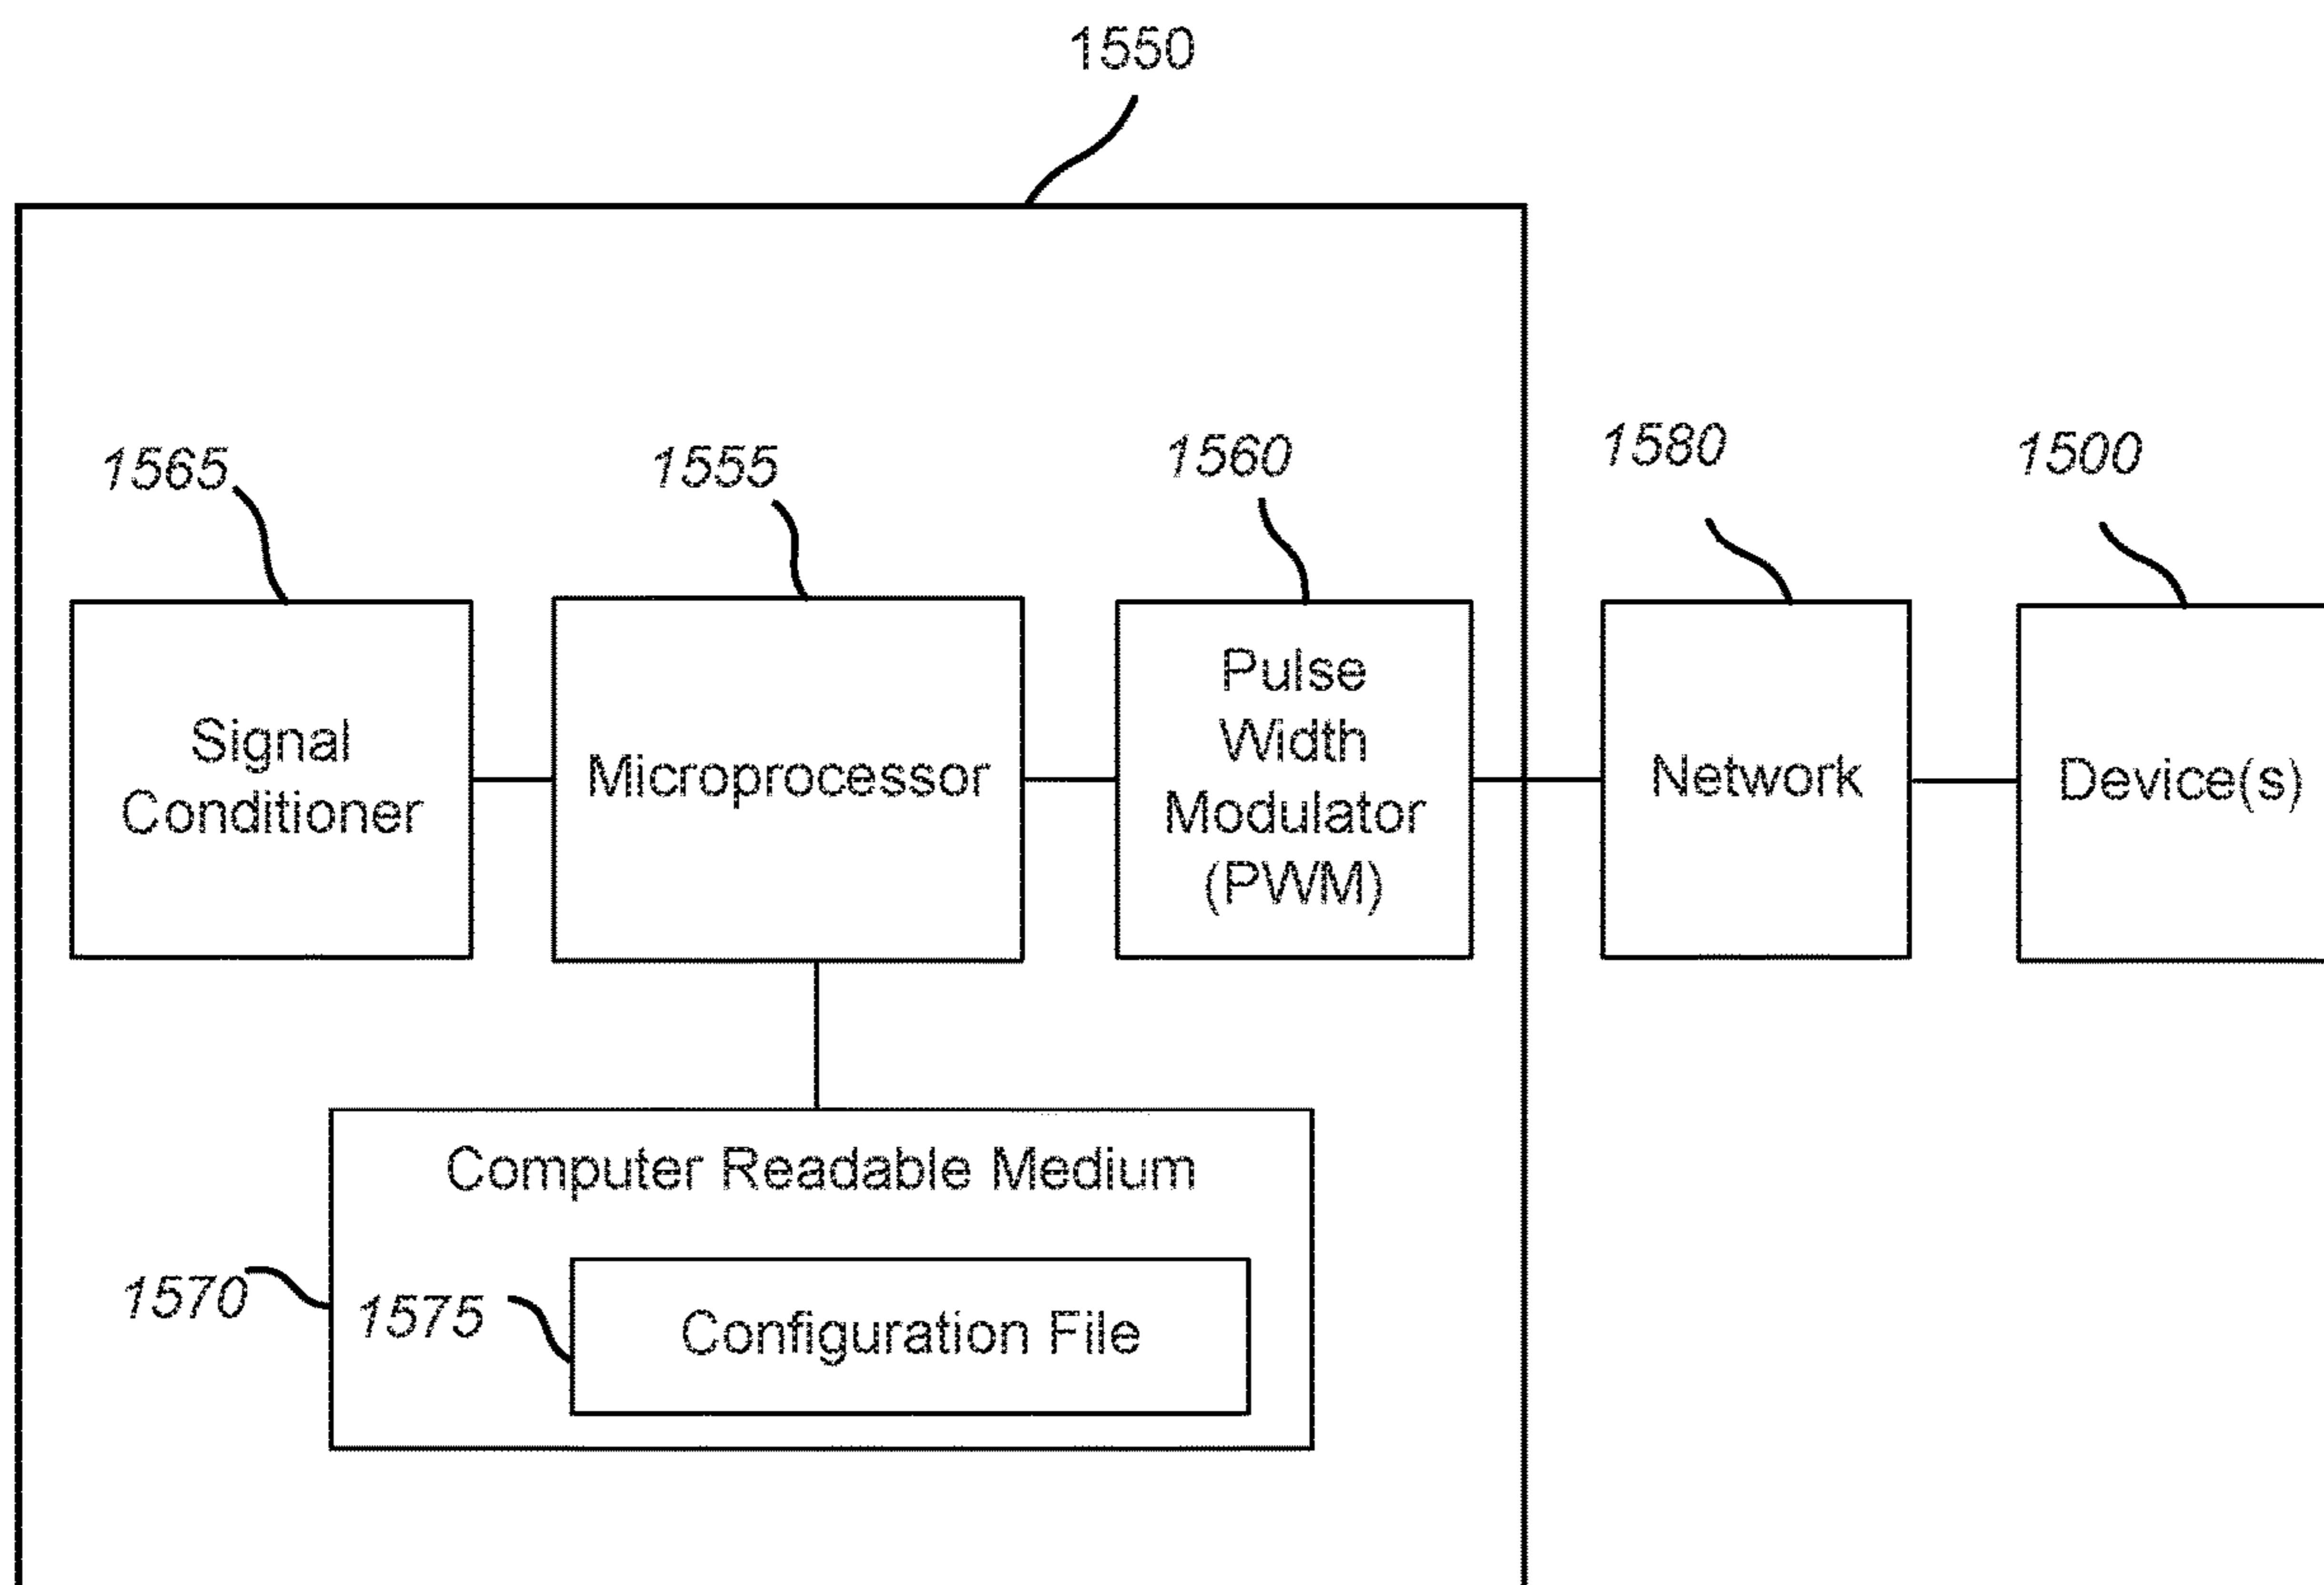 1550
1565
1555
1560
1580
1500
Signal
Conditioner
Microprocessor
Pulse
Width
Modulator
(PWM)
Network
Device(s)
Computer Readable Medium
1570
1575
Configuration File